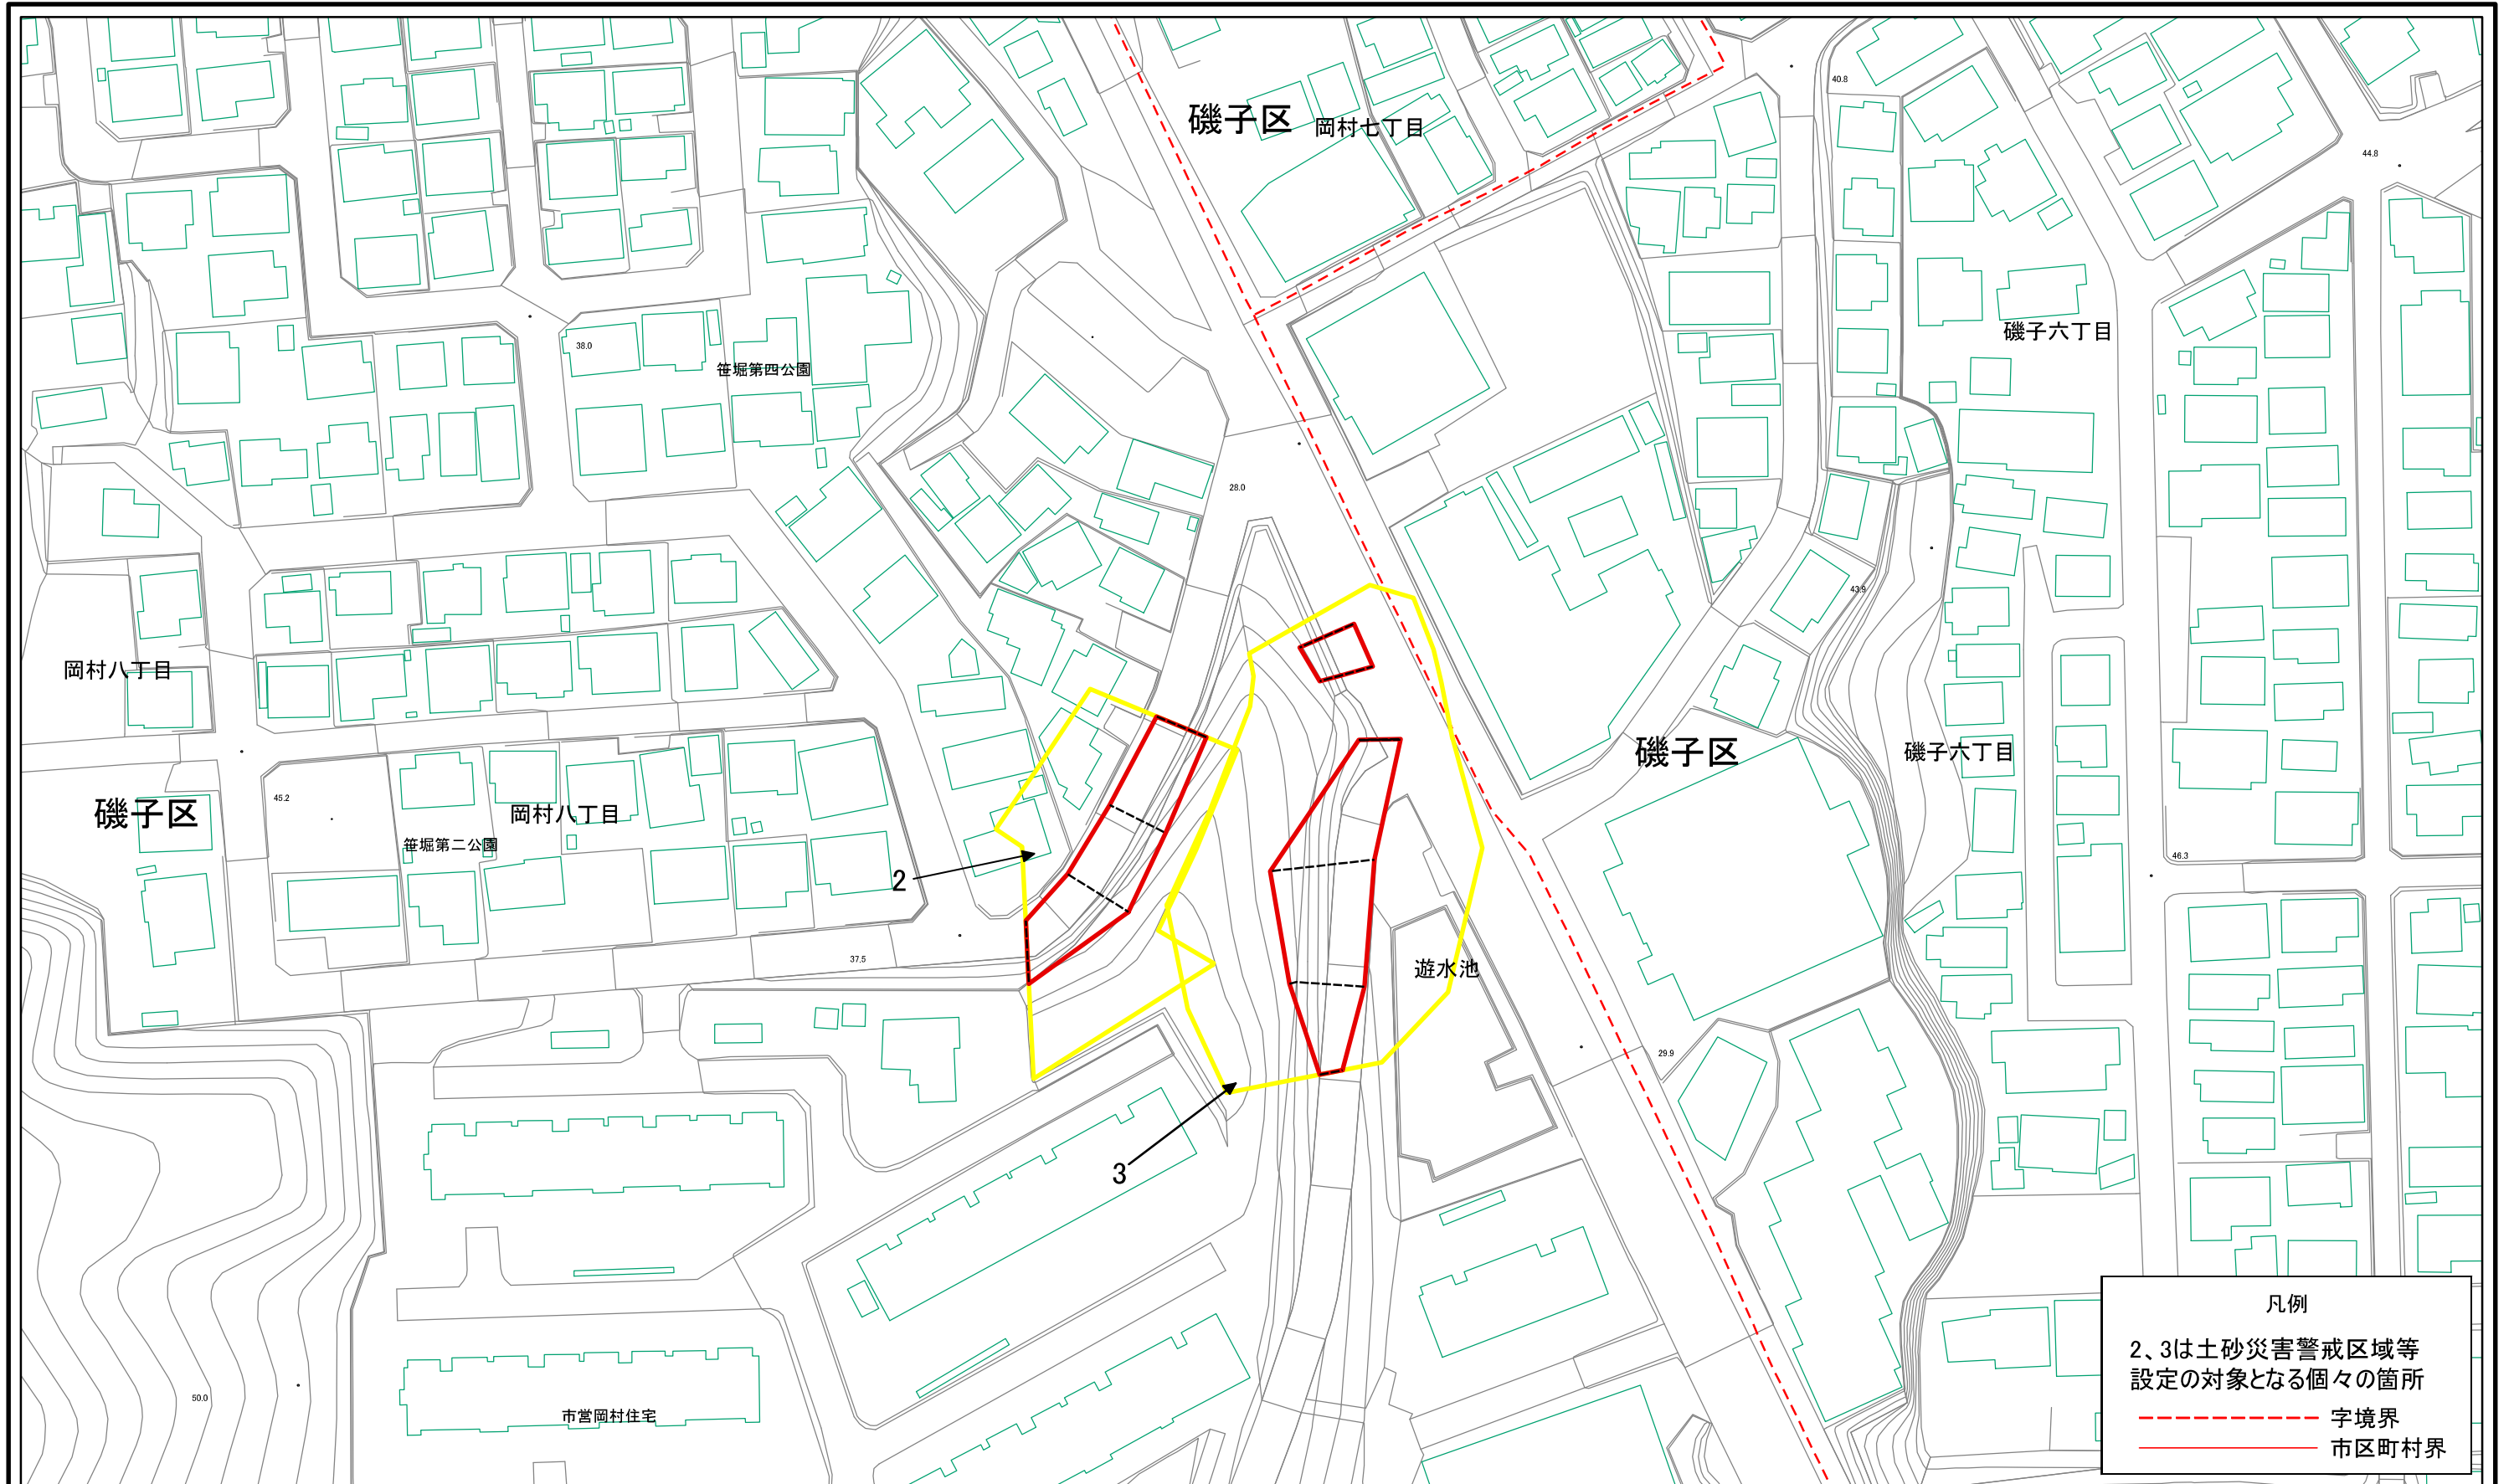 磯子区
岡村七丁目
40.8
44.8
磯子六丁目
38.0
笹堀第四公園
28.0
43.9
岡村八丁目
磯子区
磯子六丁目
45.2
磯子区
岡村八丁目
笹堀第二公園
46.3
2
37.5
遊水池
29.9
3
50.0
市営岡村住宅
凡例
2、3は土砂災害警戒区域等
設定の対象となる個々の箇所
字境界
市区町村界